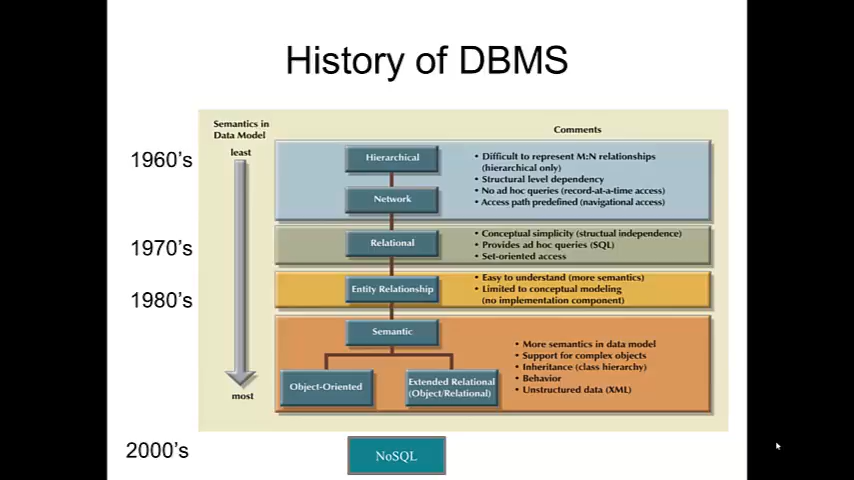 History of DBMS
Semantics in
Data Model
Comments
least
1960's
Hierarchical
• Difficult to represent M:N relationships
(hierarchical only)
• Structural level dependency
• No ad hoc queries (record-at-a-time access)
• Access path predefined (navigational access)
Network
1970's
Relational
• Conceptual simplicity (structual independence)
• Provides ad hoc queries (SQL)
• Set-oriented access
1980's
Entity Relationship
• Easy to understand (more semantics)
• Limited to conceptual modeling
(no implementation component)
Semantic
• More semantics in data model
• Support for complex objects
• Inheritance (class hierarchy)
• Behavior
• Unstructured data (XML)
Object-Oriented
Extended Relational
(Object/Relational)
most
2000's
NoSQL